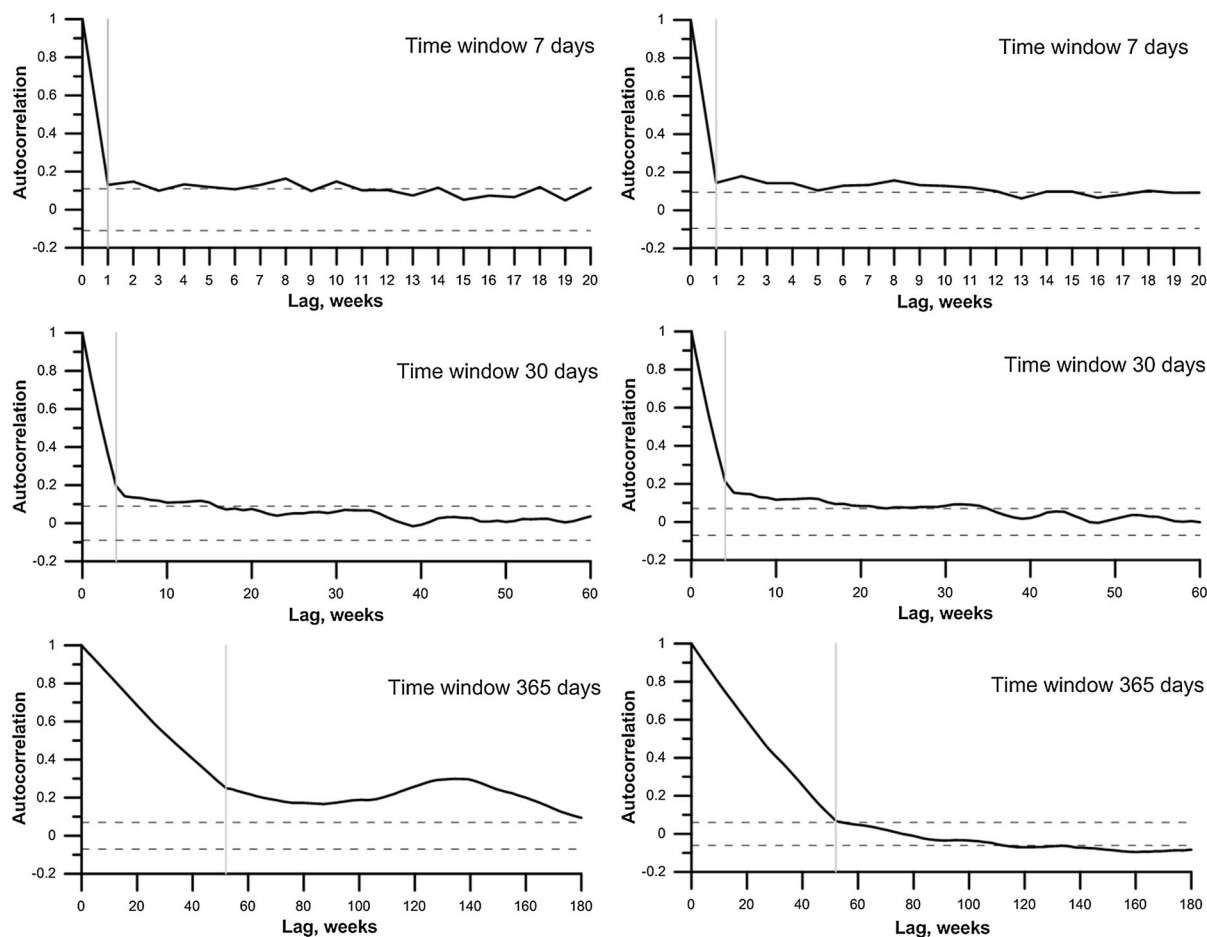 Time window 7 days
Autocorrelation
1
0.8
0.6
0.4
0.2
0
-0.2
0 1 2 3 4 5 6 7 8 9 10 11 12 13 14 15 16 17 18 19 20
Lag, weeks
Time window 7 days
Autocorrelation
1
0.8
0.6
0.4
0.2
0
-0.2
0 1 2 3 4 5 6 7 8 9 10 11 12 13 14 15 16 17 18 19 20
Lag, weeks
Time window 30 days
Autocorrelation
1
0.8
0.6
0.4
0.2
0
-0.2
0 10 20 30 40 50 60
Lag, weeks
Time window 30 days
Autocorrelation
1
0.8
0.6
0.4
0.2
0
-0.2
0 10 20 30 40 50 60
Lag, weeks
Time window 365 days
Autocorrelation
1
0.8
0.6
0.4
0.2
0
-0.2
0 20 40 60 80 100 120 140 160 180
Lag, weeks
Time window 365 days
Autocorrelation
1
0.8
0.6
0.4
0.2
0
-0.2
0 20 40 60 80 100 120 140 160 180
Lag, weeks